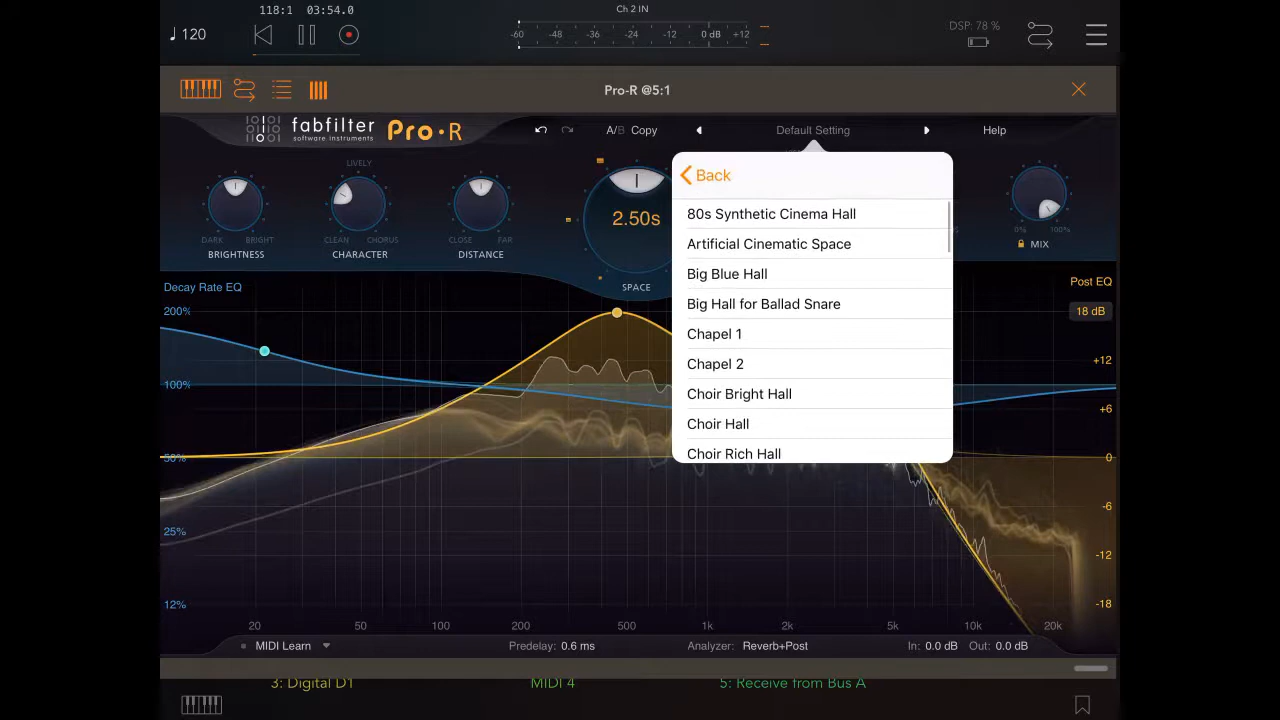 118:1 03:54.0
Ch 2 IN
120
-60 -48 -36 -24 -12 0 dB +12
DSP: 78 %
Pro-R @5:1
fabfilter
software instruments
Pro·R
A/B Copy
Default Setting
Help
LIVELY
DARK BRIGHT
BRIGHTNESS
CLEAN CHORUS
CHARACTER
CLOSE FAR
DISTANCE
2.50s
SPACE
0% 100%
MIX
Back
80s Synthetic Cinema Hall
Artificial Cinematic Space
Big Blue Hall
Big Hall for Ballad Snare
Chapel 1
Chapel 2
Choir Bright Hall
Choir Hall
Choir Rich Hall
Decay Rate EQ
200%
100%
50%
25%
12%
Post EQ
18 dB
+12
+6
0
-6
-12
-18
20 50 100 200 500 1k 2k 5k 10k 20k
MIDI Learn
Predelay: 0.6 ms
Analyzer: Reverb+Post
In: 0.0 dB Out: 0.0 dB
3: Digital D1
MIDI 4
5: Receive from Bus A